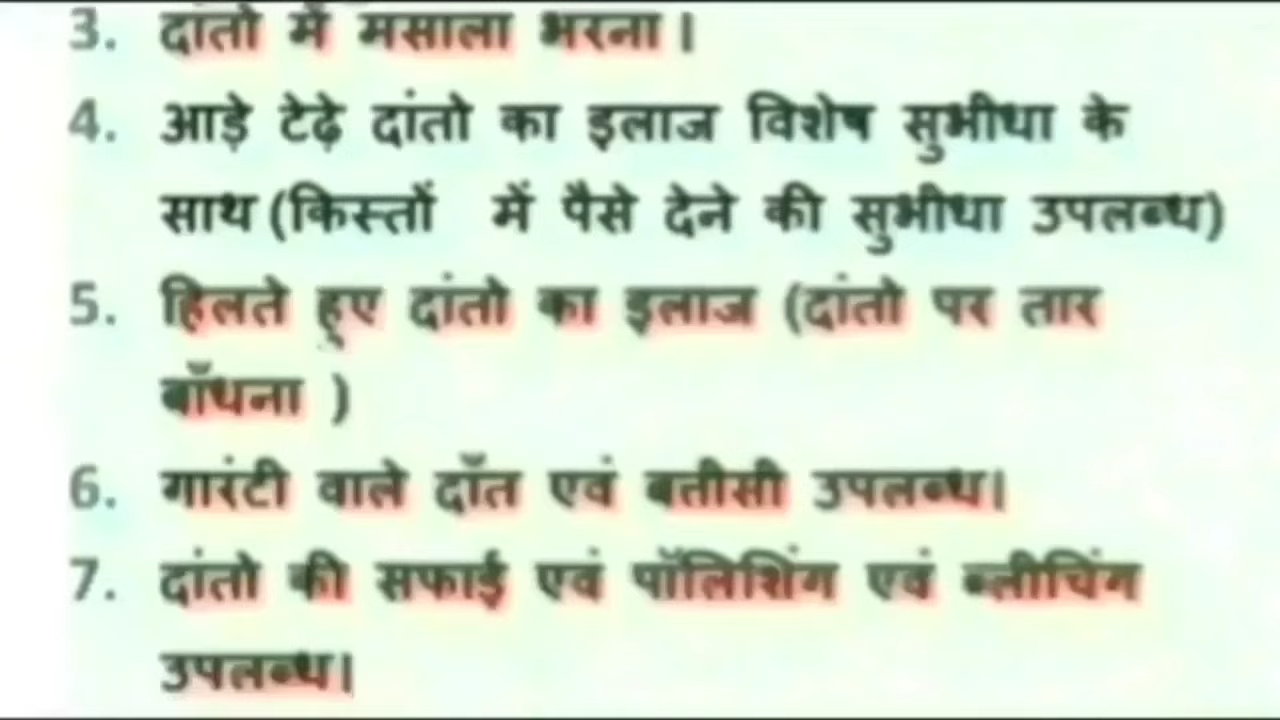 3. दांतो में मसाला भरना।
4. आड़े टेढ़े दांतो का इलाज विशेष सुभीधा के
साथ (किस्तों में पैसे देने की सुभीधा उपलब्ध)
5. हिलते हुए दांतो का इलाज (दांतो पर तार
बाँधना )
6. गारंटी वाले दाँत एवं बतीसी उपलब्ध।
7. दांतो की सफाई एवं पॉलिशिंग एवं ब्लीचिंग
उपलब्ध।